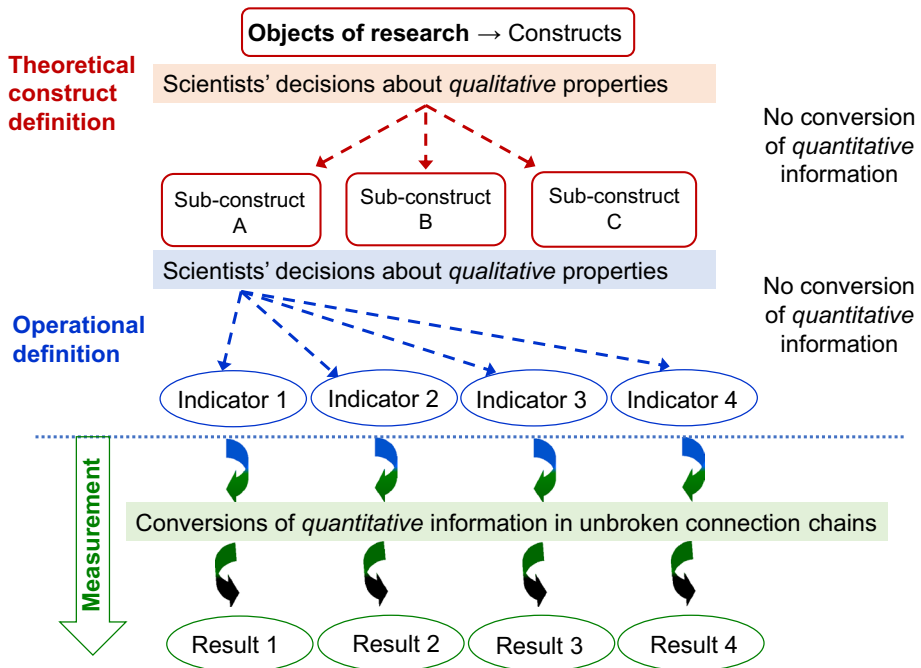 Objects of research → Constructs
Theoretical
construct
definition
Scientists’ decisions about qualitative properties
No conversion
of quantitative
information
Sub-construct
A
Sub-construct
B
Sub-construct
C
Scientists’ decisions about qualitative properties
No conversion
of quantitative
information
Operational
definition
Indicator 1
Indicator 2
Indicator 3
Indicator 4
Measurement
Conversions of quantitative information in unbroken connection chains
Result 1
Result 2
Result 3
Result 4